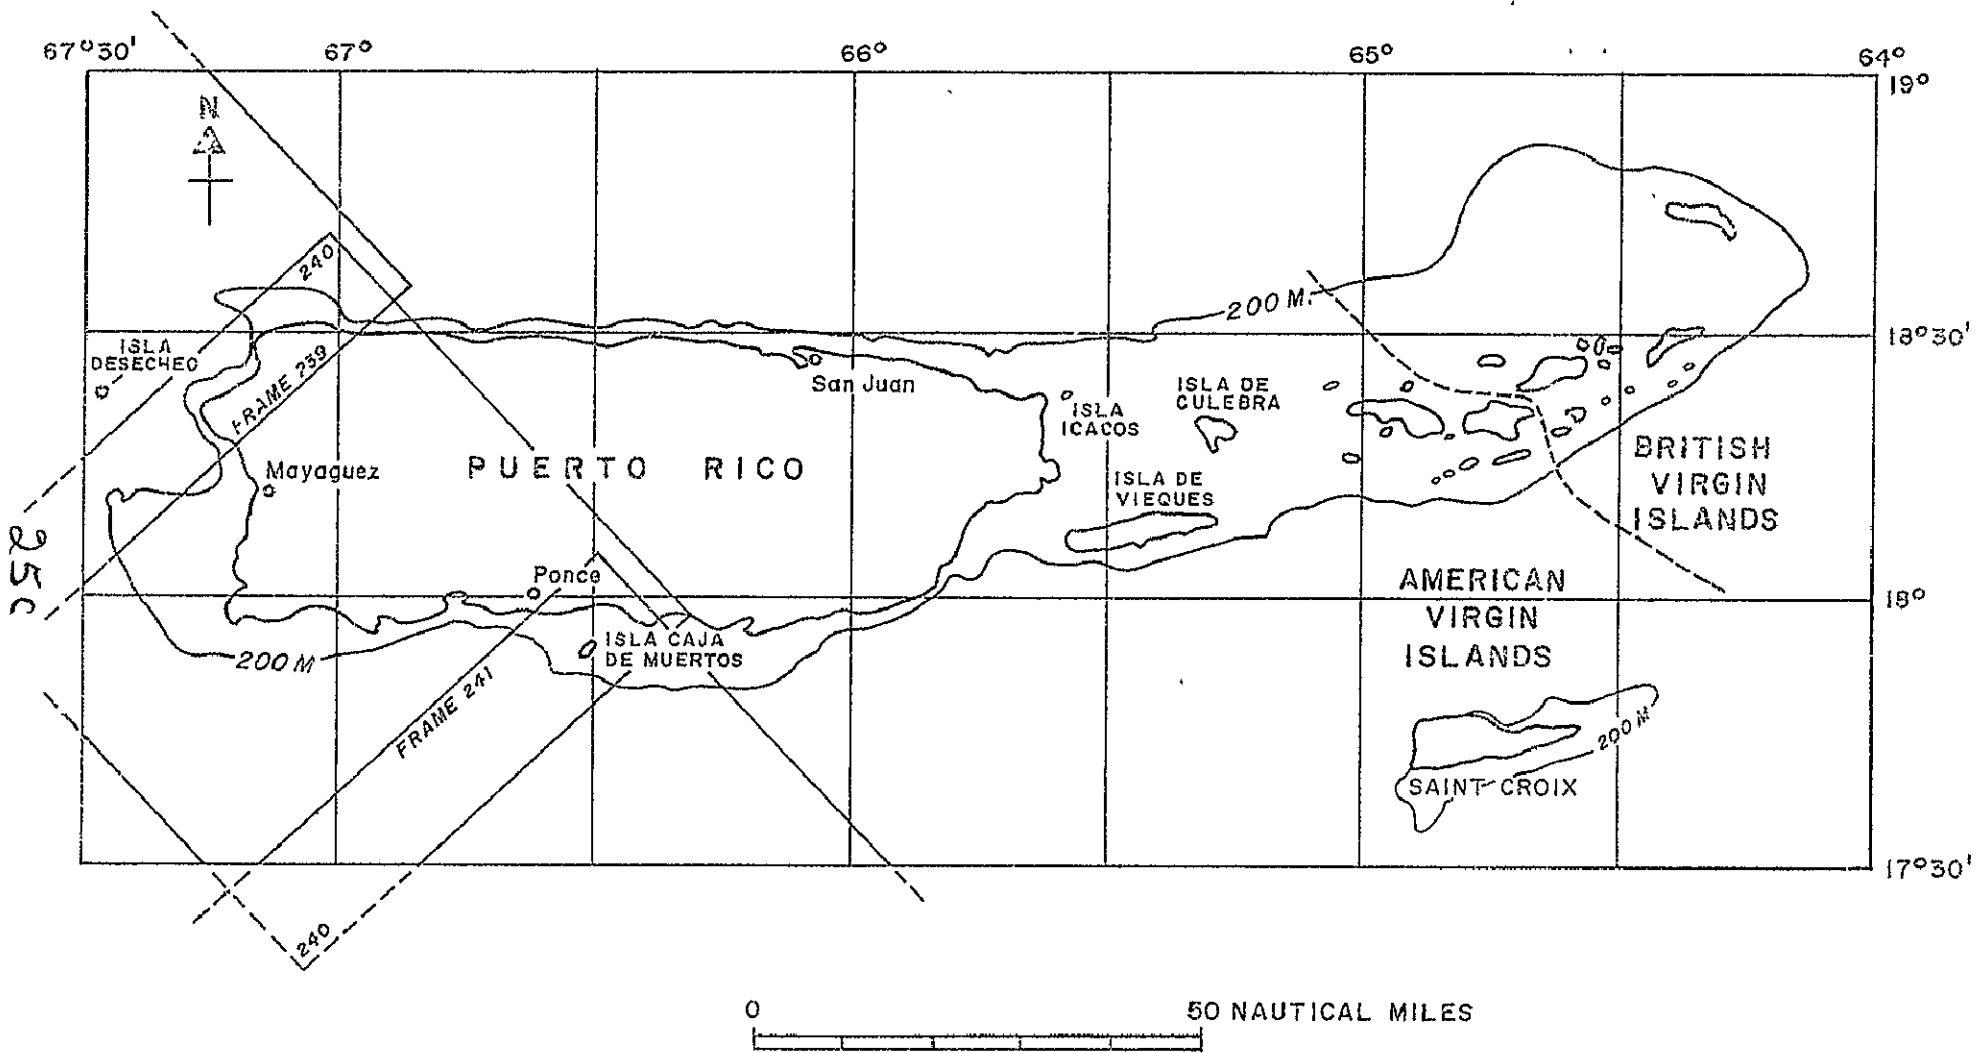 67°30'
67°
66°
65°
64°
19°
N
240
200 M.
18°30'
ISLA
DESECHEO
FRAME 239
San Juan
ISLA
ICACOS
ISLA DE
CULEBRA
Mayaguez
PUERTO RICO
ISLA DE
VIEQUES
BRITISH
VIRGIN
ISLANDS
25c
Ponce
AMERICAN
VIRGIN
ISLANDS
18°
ISLA CAJA
DE MUERTOS
200 M
FRAME 241
200 M
SAINT CROIX
17°30'
240
0
50 NAUTICAL MILES